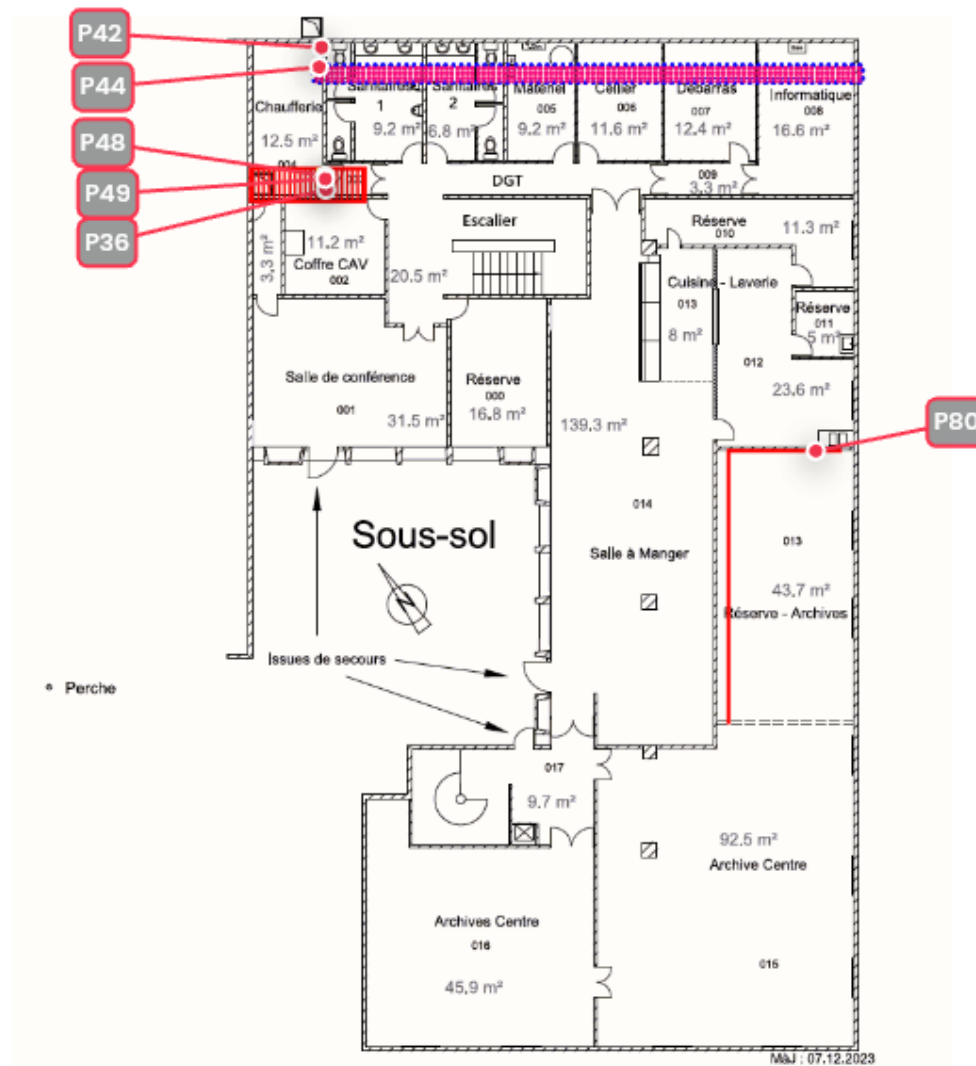 P42
P44
P48
P49
P36
P80
Chaufferie
12.5 m²
004
Sanitaires
1
9.2 m²
Sanitaires
2
6.8 m²
Matériel
005
9.2 m²
Cellier
006
11.6 m²
Débarras
007
12.4 m²
Informatique
008
16.6 m²
DGT
009
3.3 m²
Escalier
20.5 m²
3.3 m²
11.2 m²
Coffre CAV
002
Réserve
010
11.3 m²
Cuisine - Laverie
013
8 m²
Réserve
011
5 m²
012
23.6 m²
Salle de conférence
001
31.5 m²
Réserve
000
16.8 m²
139.3 m²
014
Salle à Manger
013
43.7 m²
Réserve - Archives
Sous-sol
Issues de secours
Perche
017
9.7 m²
92.5 m²
Archive Centre
015
Archives Centre
016
45.9 m²
MàJ : 07.12.2023